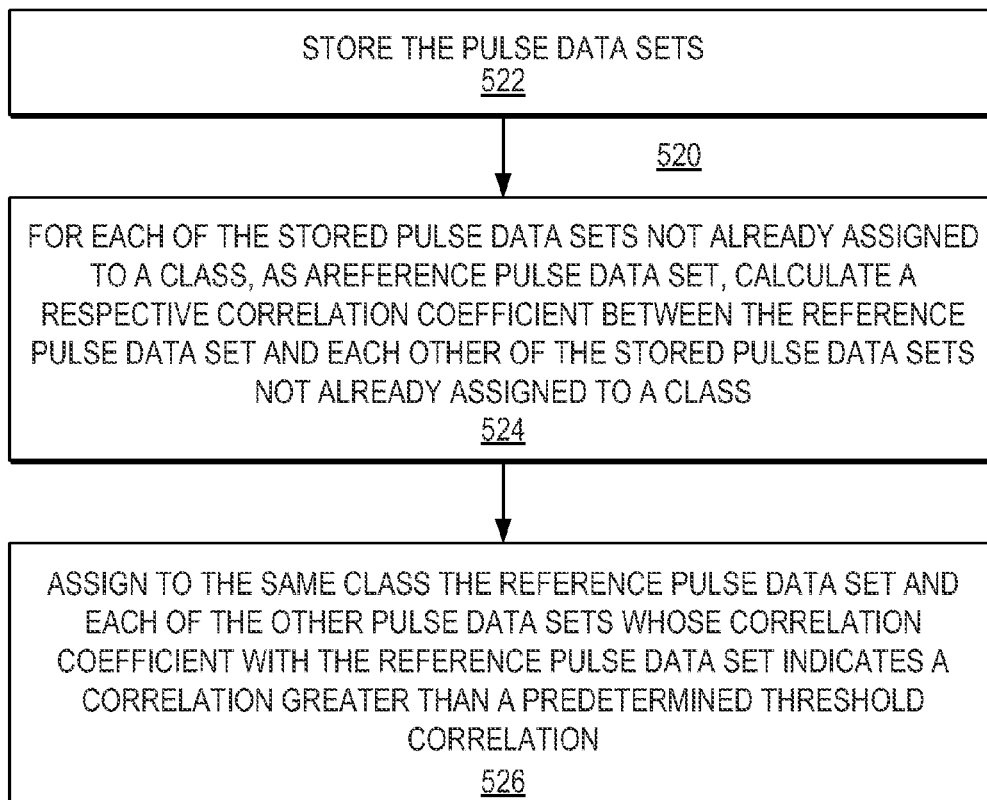 STORE THE PULSE DATA SETS
522
520
FOR EACH OF THE STORED PULSE DATA SETS NOT ALREADY ASSIGNED
TO A CLASS, AS AREFERENCE PULSE DATA SET, CALCULATE A
RESPECTIVE CORRELATION COEFFICIENT BETWEEN THE REFERENCE
PULSE DATA SET AND EACH OTHER OF THE STORED PULSE DATA SETS
NOT ALREADY ASSIGNED TO A CLASS
524
ASSIGN TO THE SAME CLASS THE REFERENCE PULSE DATA SET AND
EACH OF THE OTHER PULSE DATA SETS WHOSE CORRELATION
COEFFICIENT WITH THE REFERENCE PULSE DATA SET INDICATES A
CORRELATION GREATER THAN A PREDETERMINED THRESHOLD
CORRELATION
526